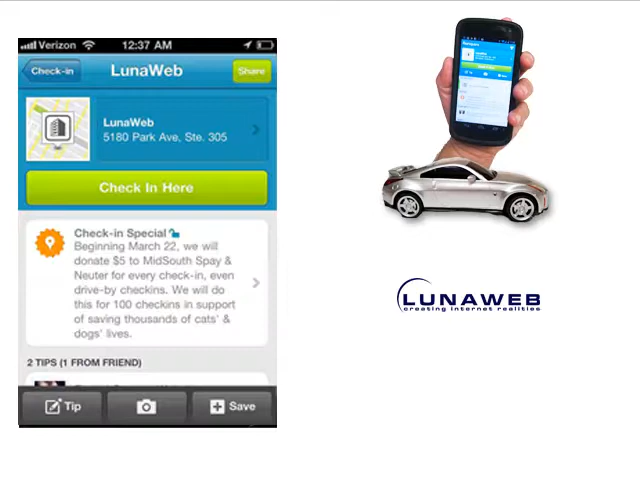 Verizon 12:37 AM
Check-in LunaWeb Share
LunaWeb
5180 Park Ave, Ste. 305
Check In Here
Check-in Special
Beginning March 22, we will
donate $5 to MidSouth Spay &
Neuter for every check-in, even
drive-by checkins. We will do
this for 100 checkins in support
of saving thousands of cats' &
dogs' lives.
2 TIPS (1 FROM FRIEND)
Tip Save
LUNAWEB
creating internet realities